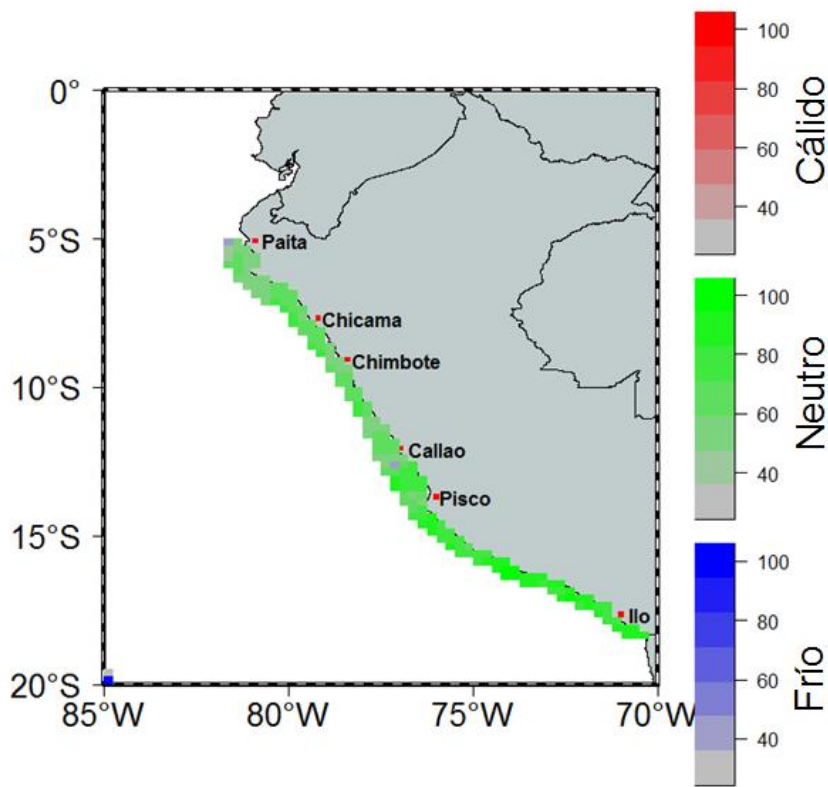 0°
5°S
10°S
15°S
20°S
85°W
80°W
75°W
70°W
Paita
Chicama
Chimbote
Callao
Pisco
Ilo
100
80
60
40
Cálido
100
80
60
40
Neutro
100
80
60
40
Frío